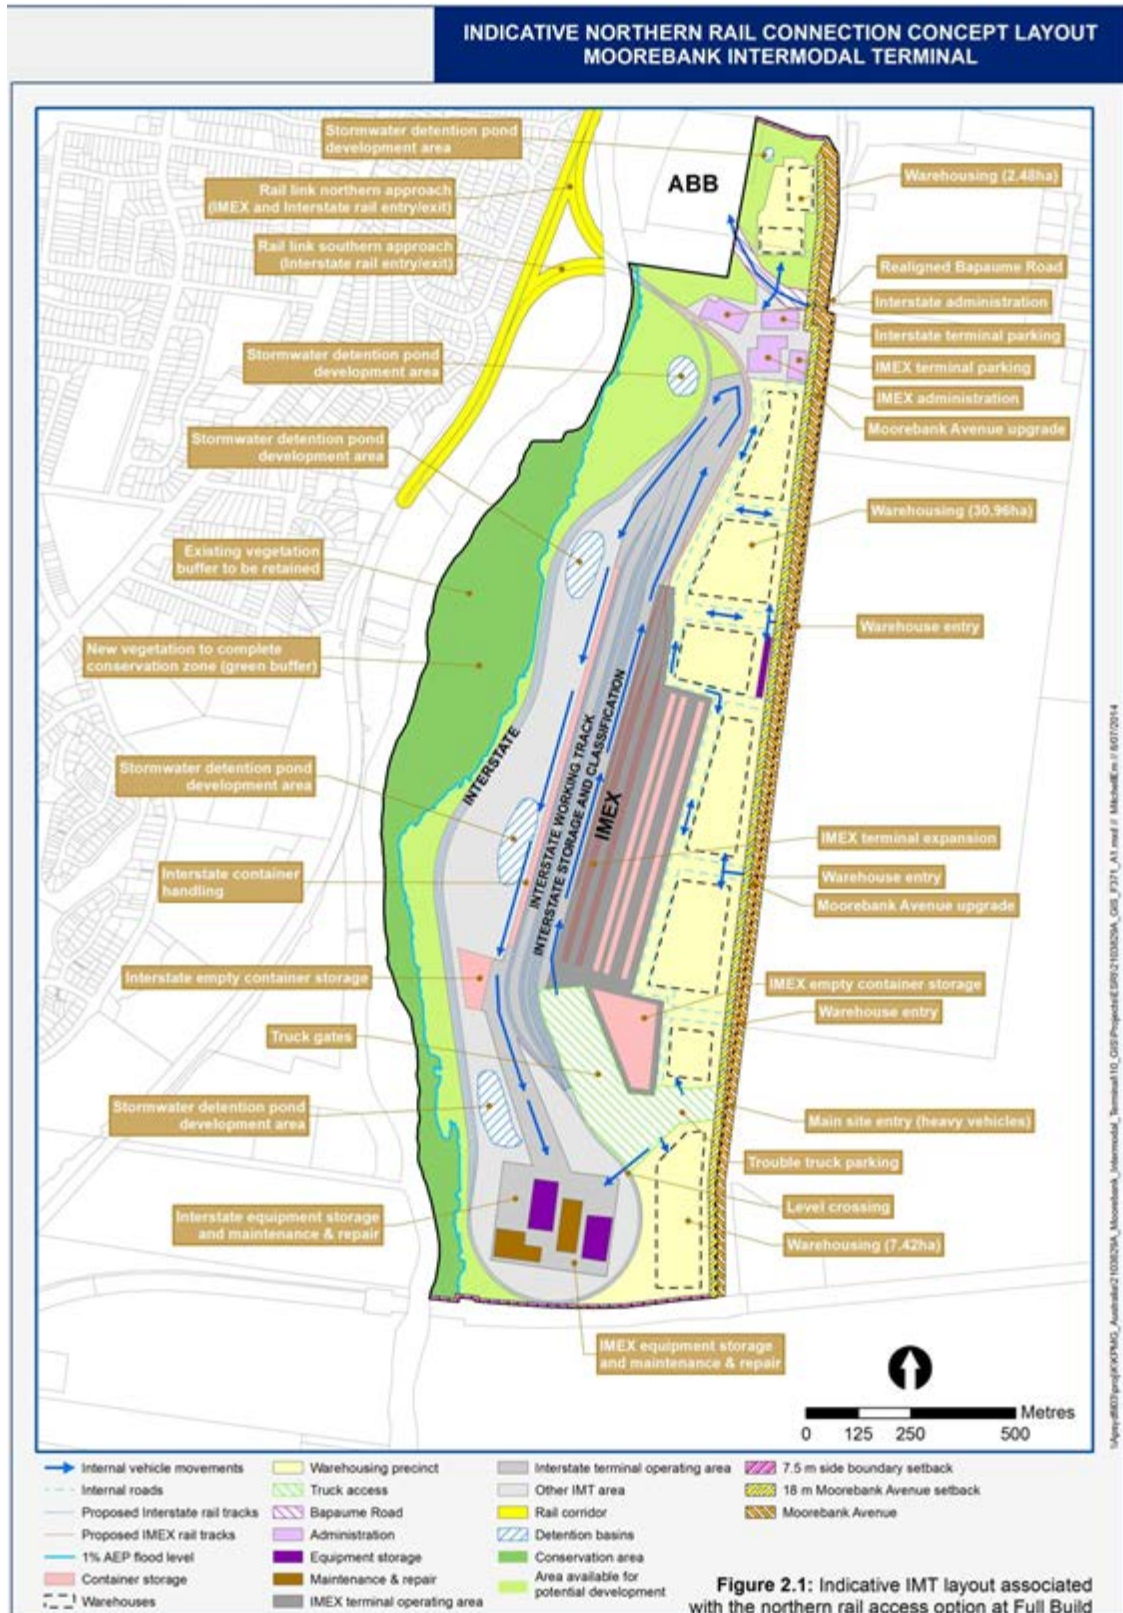 INDICATIVE NORTHERN RAIL CONNECTION CONCEPT LAYOUT
MOOREBANK INTERMODAL TERMINAL
Stormwater detention pond
development area
ABB
Warehousing (2.48ha)
Rail link northern approach
(IMEX and Interstate rail entry/exit)
Rail link southern approach
(Interstate rail entry/exit)
Realigned Bapaume Road
Interstate administration
Interstate terminal parking
Stormwater detention pond
development area
IMEX terminal parking
IMEX administration
Moorebank Avenue upgrade
Stormwater detention pond
development area
Warehousing (30.96ha)
Existing vegetation
buffer to be retained
Warehouse entry
New vegetation to complete
conservation zone (green buffer)
INTERSTATE
INTERSTATE WORKING TRACK
INTERSTATE STORAGE AND CLASSIFICATION
IMEX
Stormwater detention pond
development area
IMEX terminal expansion
Interstate container
handling
Warehouse entry
Moorebank Avenue upgrade
Interstate empty container storage
IMEX empty container storage
Warehouse entry
Truck gates
Stormwater detention pond
development area
Main site entry (heavy vehicles)
Trouble truck parking
Level crossing
Interstate equipment storage
and maintenance & repair
Warehousing (7.42ha)
IMEX equipment storage
and maintenance & repair
Metres
0 125 250 500
Internal vehicle movements
Internal roads
Proposed Interstate rail tracks
Proposed IMEX rail tracks
1% AEP flood level
Container storage
Warehouses
Warehousing precinct
Truck access
Bapaume Road
Administration
Equipment storage
Maintenance & repair
IMEX terminal operating area
Interstate terminal operating area
Other IMT area
Rail corridor
Detention basins
Conservation area
Area available for
potential development
7.5 m side boundary setback
18 m Moorebank Avenue setback
Moorebank Avenue
Figure 2.1: Indicative IMT layout associated
with the northern rail access option at Full Build